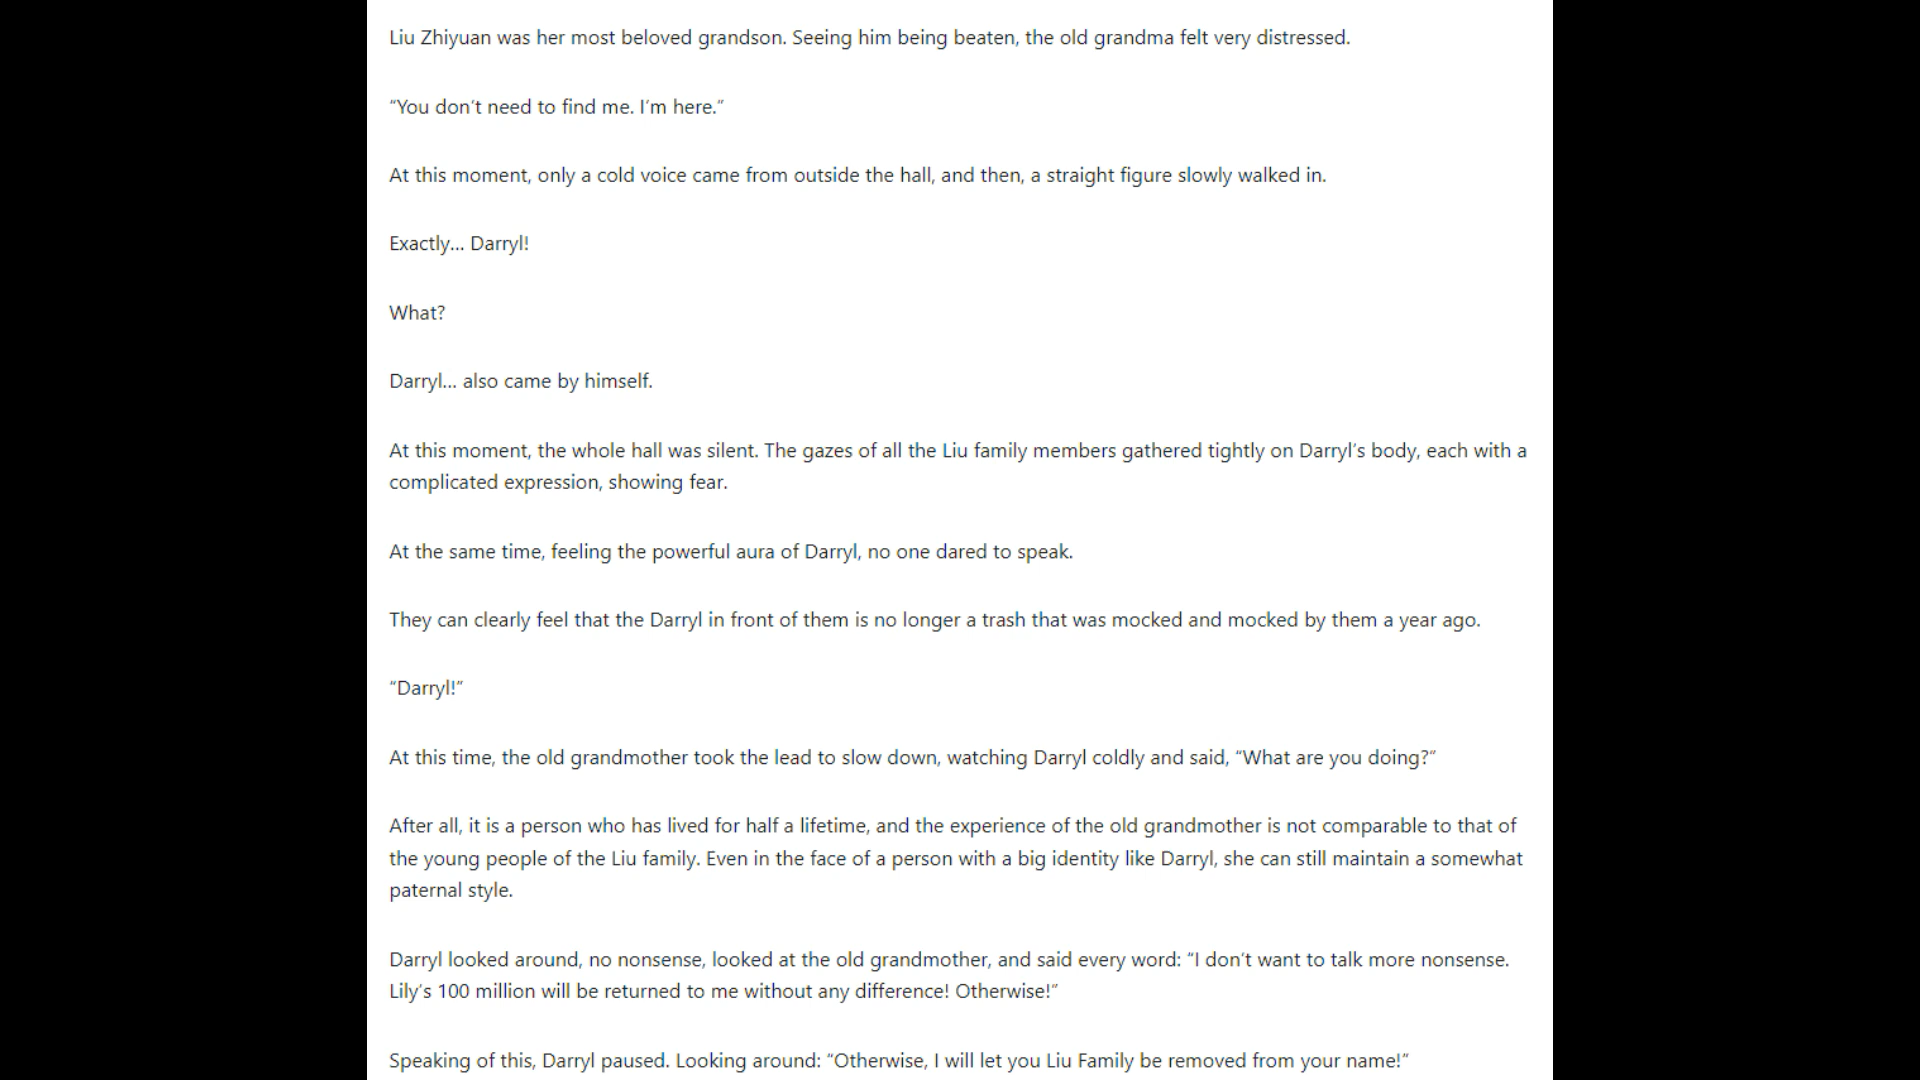 Liu Zhiyuan was her most beloved grandson. Seeing him being beaten, the old grandma felt very distressed.
“You don’t need to find me. I’m here.”
At this moment, only a cold voice came from outside the hall, and then, a straight figure slowly walked in.
Exactly… Darryl!
What?
Darryl… also came by himself.
At this moment, the whole hall was silent. The gazes of all the Liu family members gathered tightly on Darryl’s body, each with a
complicated expression, showing fear.
At the same time, feeling the powerful aura of Darryl, no one dared to speak.
They can clearly feel that the Darryl in front of them is no longer a trash that was mocked and mocked by them a year ago.
“Darryl!”
At this time, the old grandmother took the lead to slow down, watching Darryl coldly and said, “What are you doing?”
After all, it is a person who has lived for half a lifetime, and the experience of the old grandmother is not comparable to that of
the young people of the Liu family. Even in the face of a person with a big identity like Darryl, she can still maintain a somewhat
paternal style.
Darryl looked around, no nonsense, looked at the old grandmother, and said every word: “I don’t want to talk more nonsense.
Lily’s 100 million will be returned to me without any difference! Otherwise!”
Speaking of this, Darryl paused. Looking around: “Otherwise, I will let you Liu Family be removed from your name!”